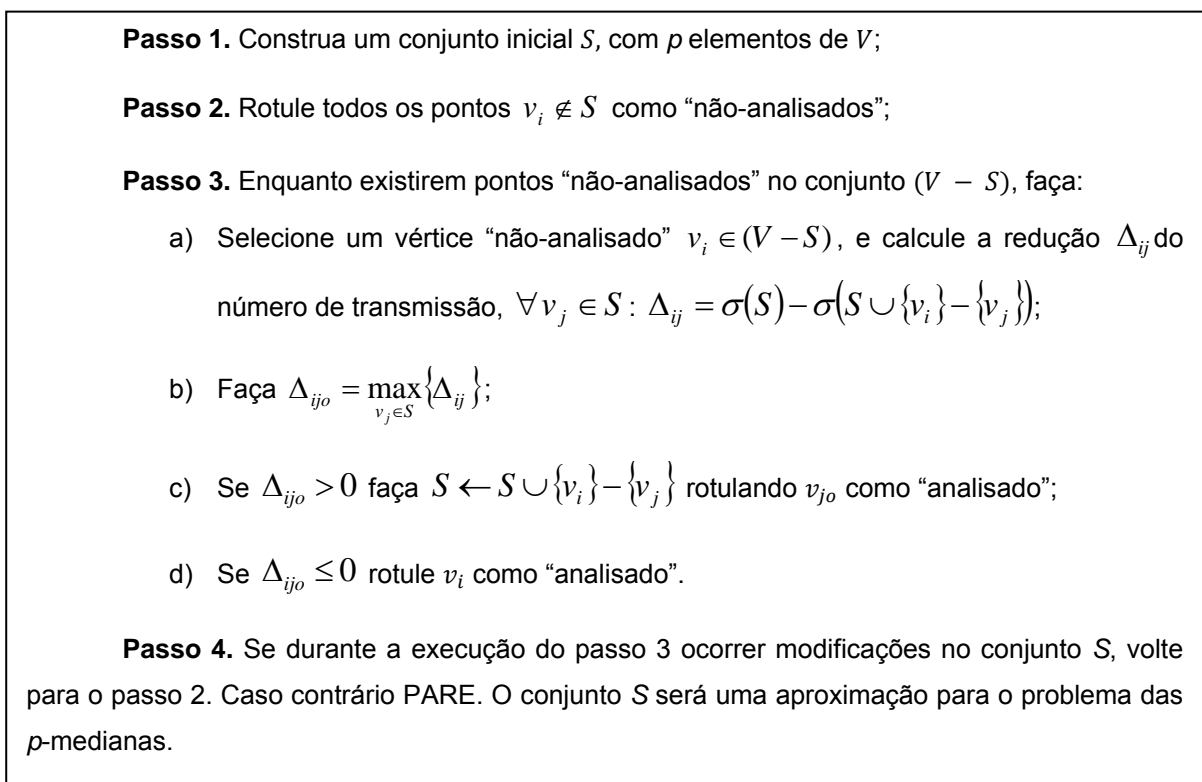 Passo 1. Construa um conjunto inicial S, com p elementos de V;
Passo 2. Rotule todos os pontos v_i ∉ S como “não-analisados”;
Passo 3. Enquanto existirem pontos “não-analisados” no conjunto (V − S), faça:
a) Selecione um vértice “não-analisado” v_i ∈ (V − S), e calcule a redução Δ_ij do
número de transmissão, ∀ v_j ∈ S : Δ_ij = σ(S) − σ(S ∪ {v_i} − {v_j});
b) Faça Δ_ijo = max_{v_j ∈ S} {Δ_ij};
c) Se Δ_ijo > 0 faça S ← S ∪ {v_i} − {v_j} rotulando v_jo como “analisado”;
d) Se Δ_ijo ≤ 0 rotule v_i como “analisado”.
Passo 4. Se durante a execução do passo 3 ocorrer modificações no conjunto S, volte
para o passo 2. Caso contrário PARE. O conjunto S será uma aproximação para o problema das
p-medianas.